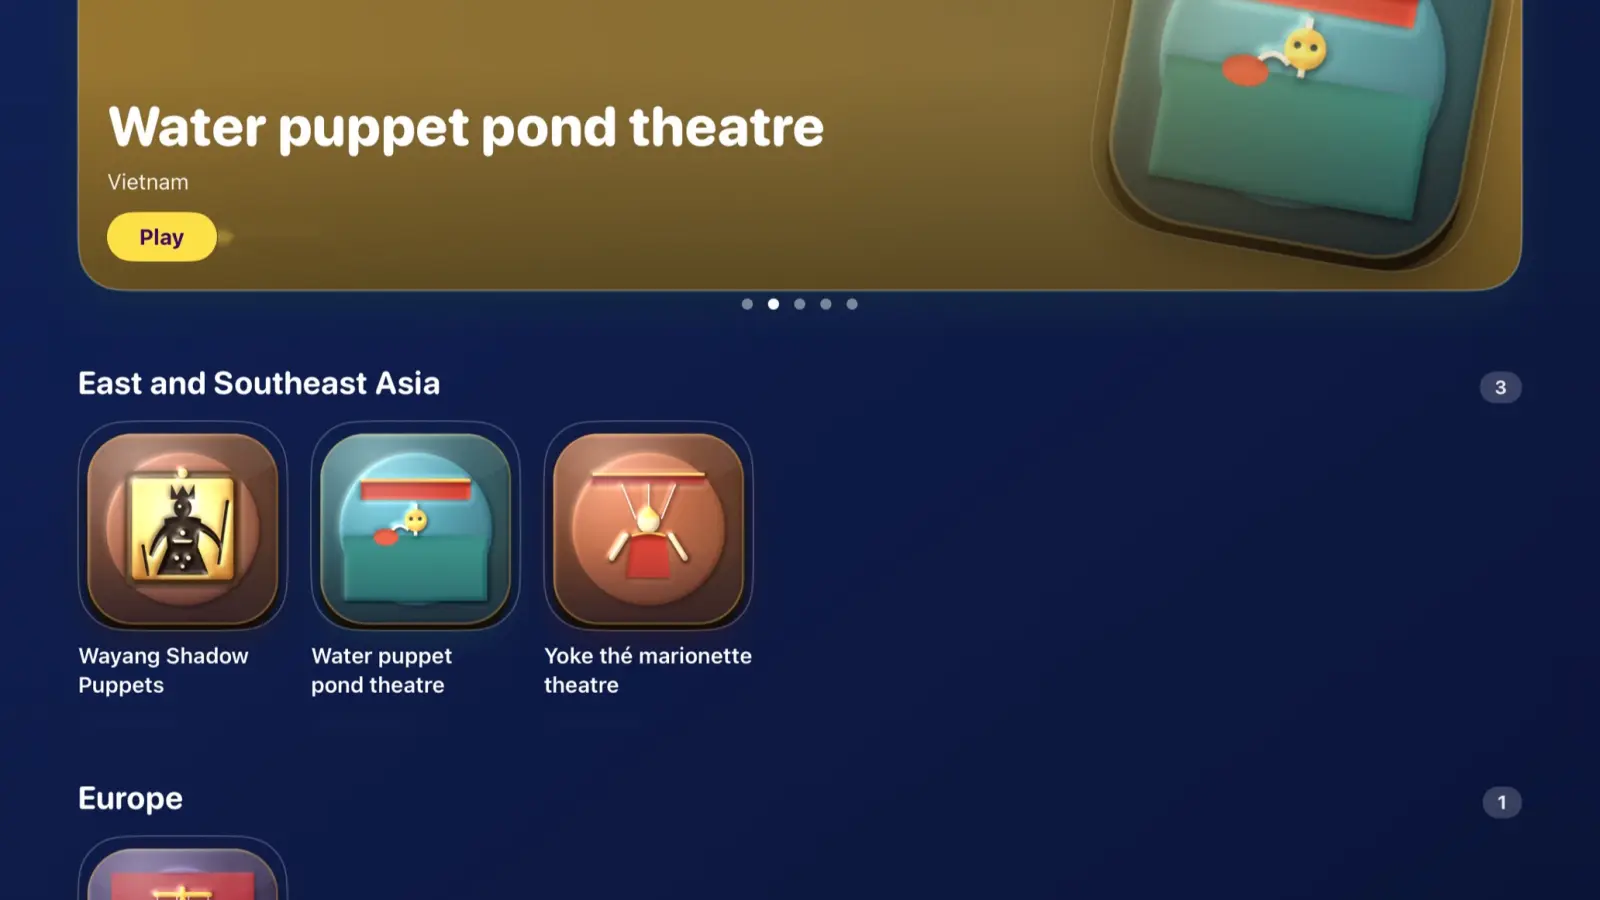 Water puppet pond theatre
Vietnam
Play
East and Southeast Asia
3
Wayang Shadow
Puppets
Water puppet
pond theatre
Yoke thé marionette
theatre
Europe
1